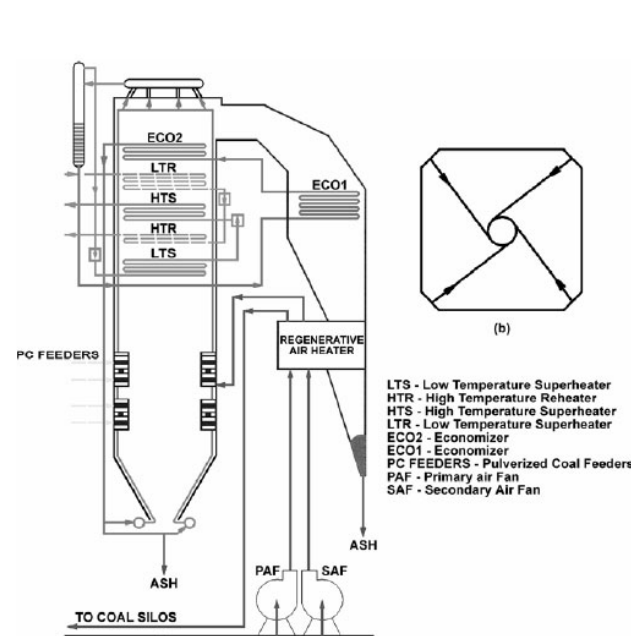 ECO2
LTR
HTS
HTR
LTS
ECO1
REGENERATIVE
AIR HEATER
PC FEEDERS
(b)
LTS - Low Temperature Superheater
HTR - High Temperature Reheater
HTS - High Temperature Superheater
LTR - Low Temperature Superheater
ECO2 - Economizer
ECO1 - Economizer
PC FEEDERS - Pulverized Coal Feeders
PAF - Primary air Fan
SAF - Secondary Air Fan
ASH
ASH
PAF
SAF
TO COAL SILOS